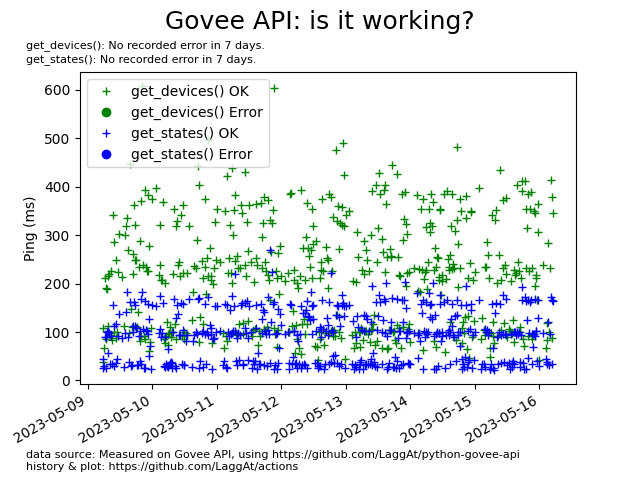 Govee API: is it working?
get_devices(): No recorded error in 7 days.
get_states(): No recorded error in 7 days.
get_devices() OK
get_devices() Error
get_states() OK
get_states() Error
600
500
400
300
200
100
0
Ping (ms)
2023-05-09
2023-05-10
2023-05-11
2023-05-12
2023-05-13
2023-05-14
2023-05-15
2023-05-16
data source: Measured on Govee API, using https://github.com/LaggAt/python-govee-api
history & plot: https://github.com/LaggAt/actions